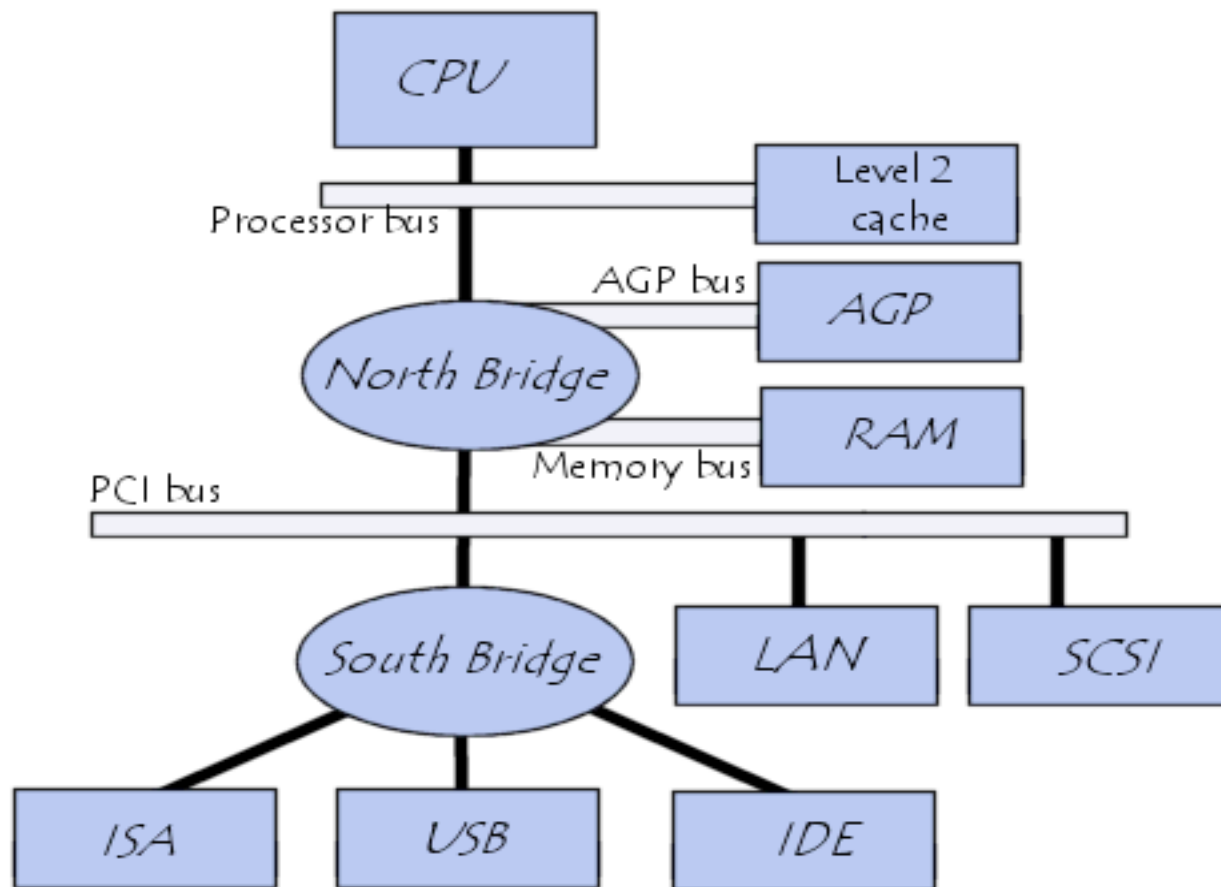 CPU
Level 2
cache
Processor bus
AGP bus
AGP
North Bridge
RAM
Memory bus
PCI bus
South Bridge
LAN
SCSI
ISA
USB
IDE